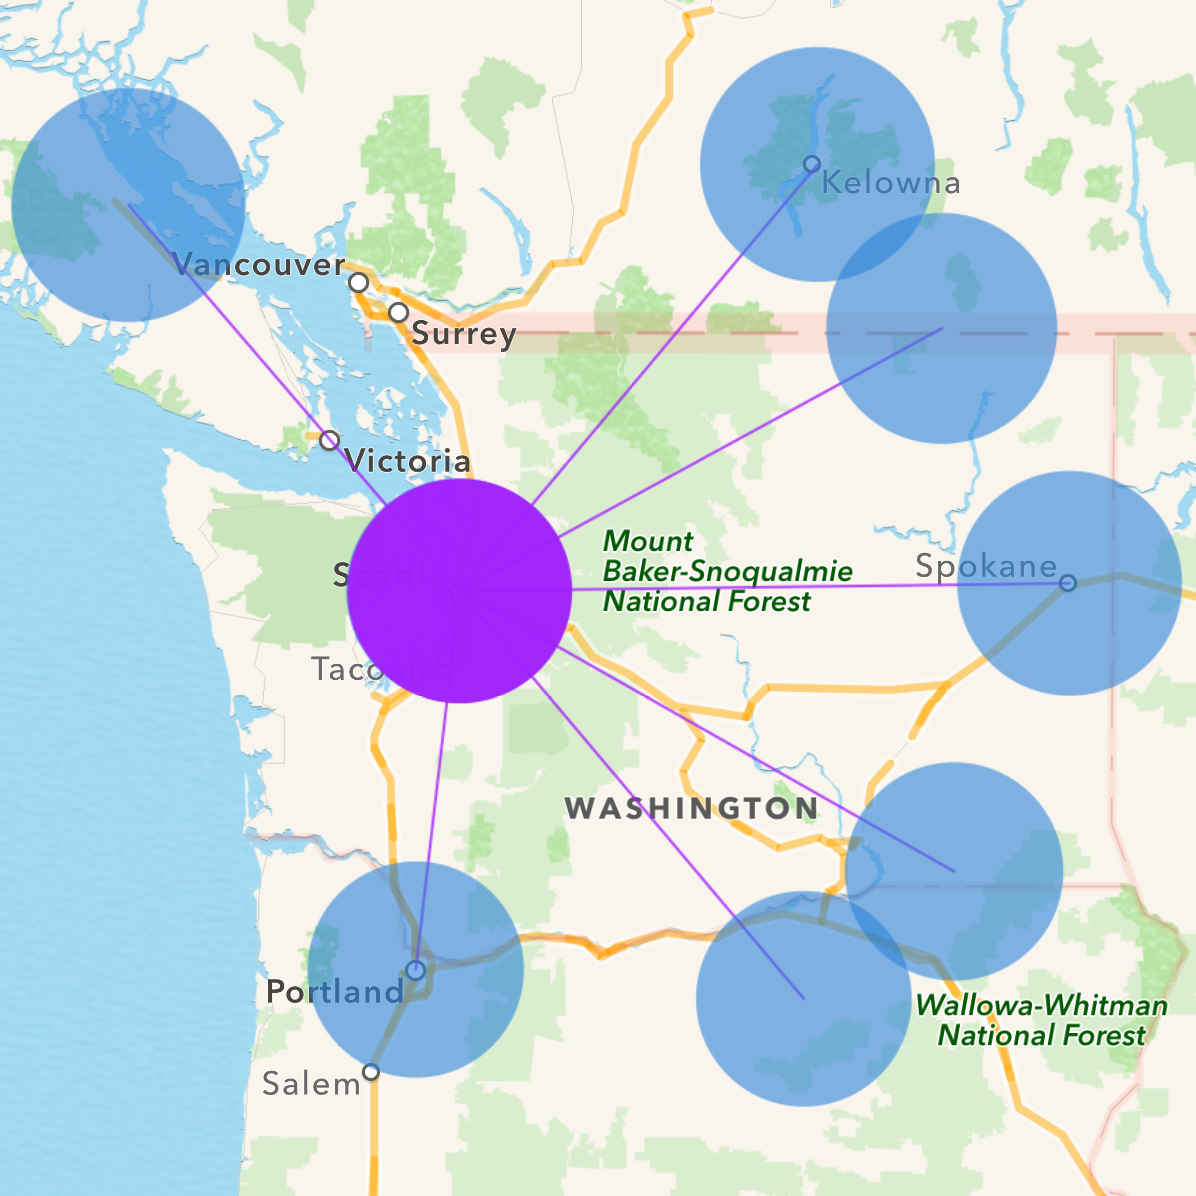 Kelowna
Vancouver
Surrey
Victoria
Mount
Baker-Snoqualmie
National Forest
Seattle
Spokane
Tacoma
WASHINGTON
Portland
Wallowa-Whitman
National Forest
Salem